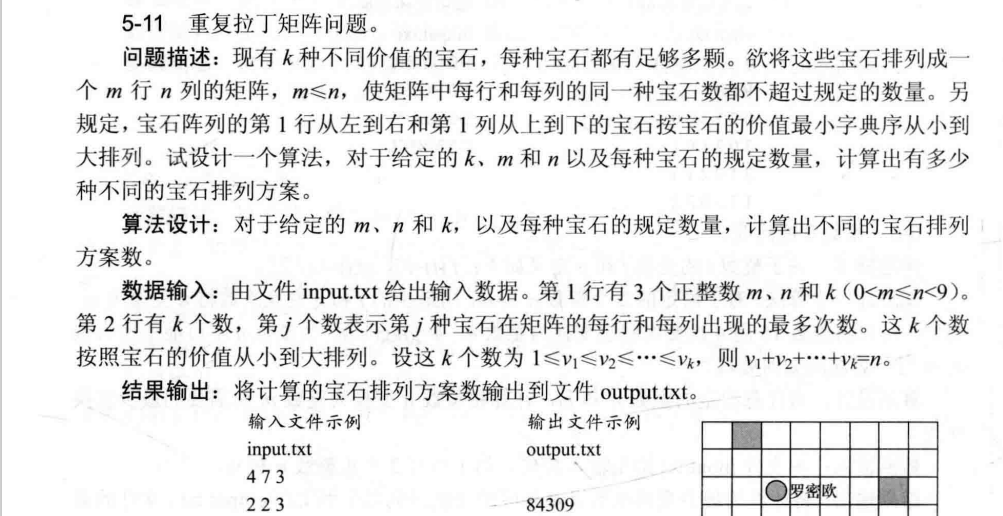 5-11 重复拉丁矩阵问题。
问题描述：现有 k 种不同价值的宝石，每种宝石都有足够多颗。欲将这些宝石排列成一
个 m 行 n 列的矩阵，m≤n，使矩阵中每行和每列的同一种宝石数都不超过规定的数量。另
规定，宝石阵列的第 1 行从左到右和第 1 列从上到下的宝石按宝石的价值最小字典序从小到
大排列。试设计一个算法，对于给定的 k、m 和 n 以及每种宝石的规定数量，计算出有多少
种不同的宝石排列方案。
算法设计：对于给定的 m、n 和 k，以及每种宝石的规定数量，计算出不同的宝石排列
方案数。
数据输入：由文件 input.txt 给出输入数据。第 1 行有 3 个正整数 m、n 和 k（0<m≤n<9）。
第 2 行有 k 个数，第 j 个数表示第 j 种宝石在矩阵的每行和每列出现的最多次数。这 k 个数
按照宝石的价值从小到大排列。设这 k 个数为 1≤v₁≤v₂≤⋯≤vₖ，则 v₁+v₂+⋯+vₖ=n。
结果输出：将计算的宝石排列方案数输出到文件 output.txt。
输入文件示例 输出文件示例
input.txt output.txt
4 7 3
2 2 3 84309
罗密欧